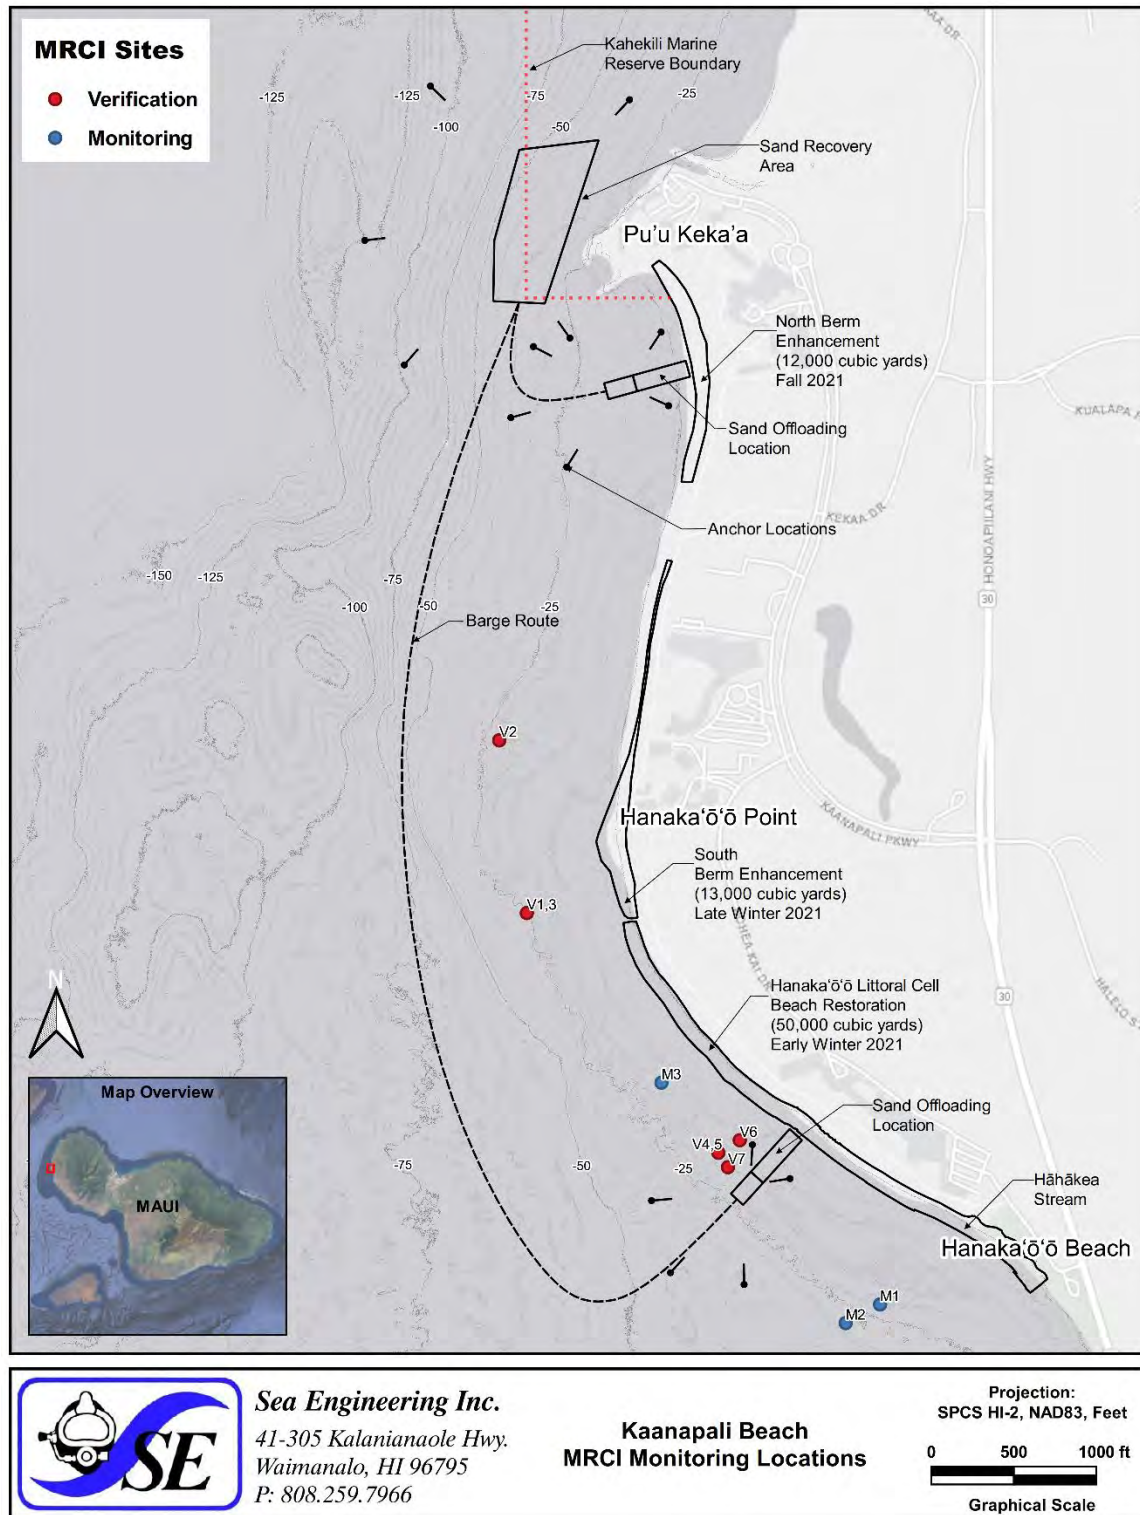 MRCI Sites
Verification
Monitoring
Kahekili Marine
Reserve Boundary
-125
-125
-100
-75
-50
-25
Sand Recovery
Area
Pu'u Keka'a
KAA DR
North Berm
Enhancement
(12,000 cubic yards)
Fall 2021
Sand Offloading
Location
KEKAA DR
HONOAPIILANI HWY
30
Anchor Locations
-150
-125
-100
-75
-50
-25
Barge Route
V2
Hanaka‘ō‘ō Point
KAANAPALI PKWY
South
Berm Enhancement
(13,000 cubic yards)
Late Winter 2021
V1,3
Hanaka‘ō‘ō Littoral Cell
Beach Restoration
(50,000 cubic yards)
Early Winter 2021
30
N
M3
Sand Offloading
Location
V6
V4,5
V7
-75
-50
-25
Hāhākea
Stream
Hanaka‘ō‘ō Beach
M1
M2
Map Overview
MAUI
SE
Sea Engineering Inc.
41-305 Kalanianaole Hwy.
Waimanalo, HI 96795
P: 808.259.7966
Kaanapali Beach
MRCI Monitoring Locations
Projection:
SPCS HI-2, NAD83, Feet
0 500 1000 ft
Graphical Scale